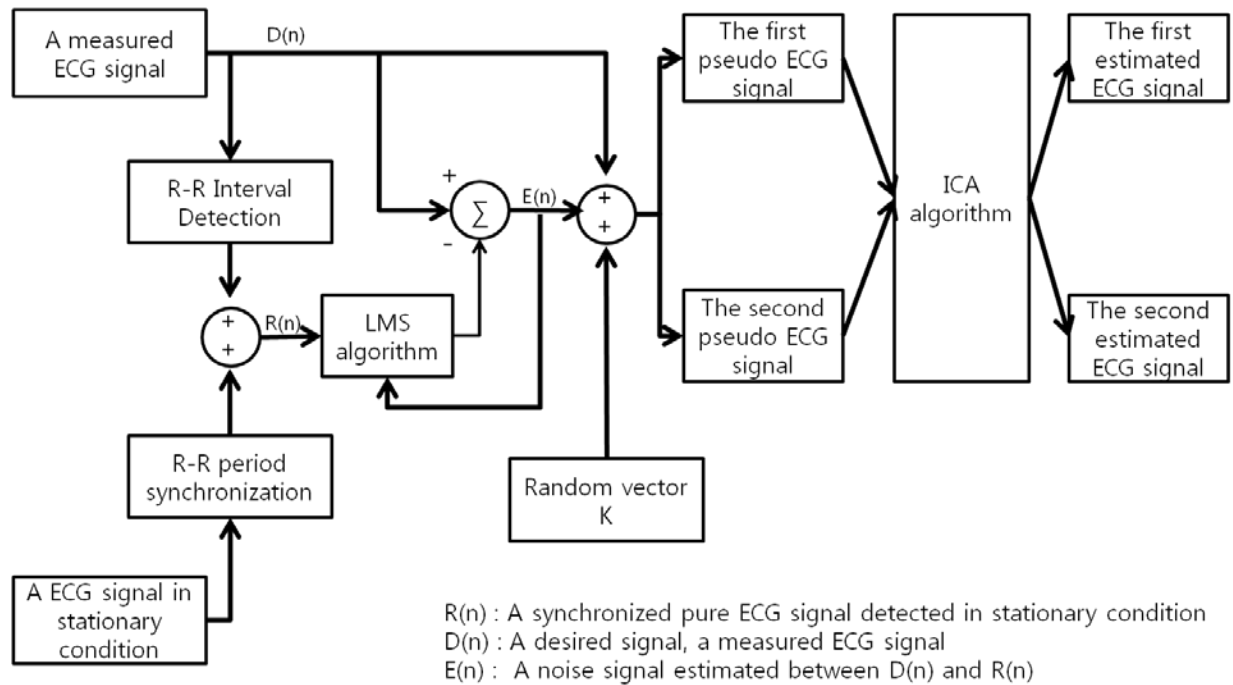 A measured
ECG signal
D(n)
The first
pseudo ECG
signal
The first
estimated
ECG signal
R-R Interval
Detection
+
-
∑
E(n)
+
+
ICA
algorithm
+
+
R(n)
LMS
algorithm
The second
pseudo ECG
signal
The second
estimated
ECG signal
R-R period
synchronization
Random vector
K
A ECG signal in
stationary
condition
R(n) : A synchronized pure ECG signal detected in stationary condition
D(n) : A desired signal, a measured ECG signal
E(n) : A noise signal estimated between D(n) and R(n)